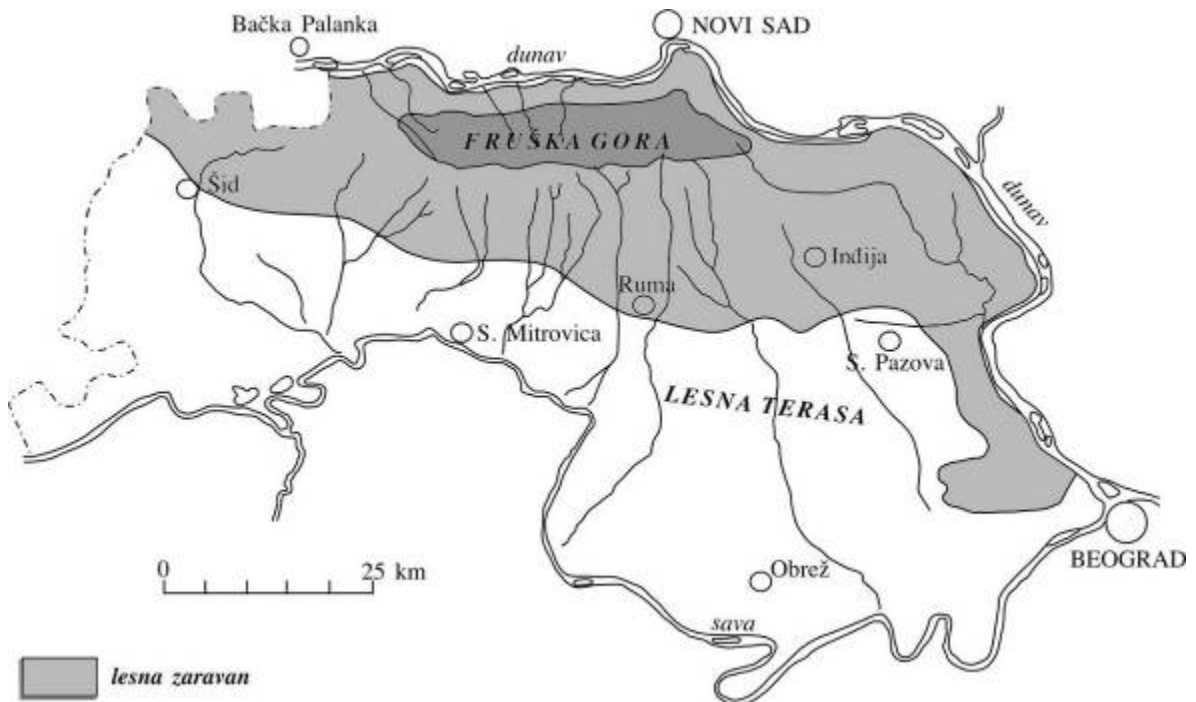 Bačka Palanka
NOVI SAD
dunav
FRUŠKA GORA
Šid
dunav
Inđija
Ruma
S. Mitrovica
S. Pazova
LESNA TERASA
0 25 km
Obrež
BEOGRAD
sava
lesna zaravan